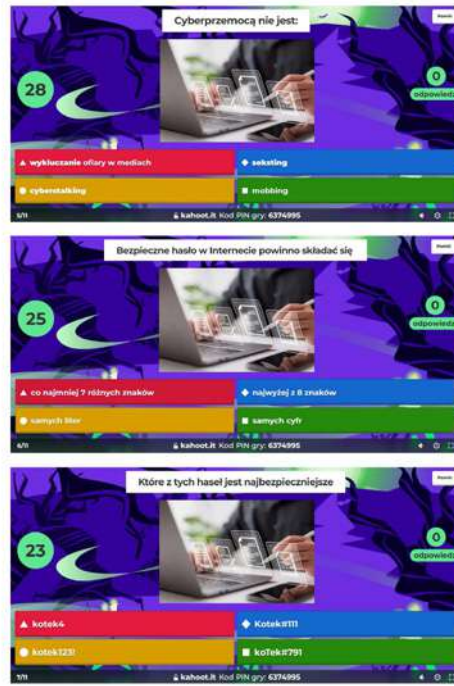 Cyberprzemocą nie jest:
Pomiń
28
0
odpowiedzi
wykluczanie ofiary w mediach
seksting
cyberstalking
mobbing
5/11
kahoot.it Kod PIN gry: 6374995
Bezpieczne hasło w Internecie powinno składać się
Pomiń
25
0
odpowiedzi
co najmniej 7 różnych znaków
najwyżej z 8 znaków
samych liter
samych cyfr
6/11
kahoot.it Kod PIN gry: 6374995
Które z tych haseł jest najbezpieczniejsze
Pomiń
23
0
odpowiedzi
kotek4
Kotek#111
kotek123!
koTek#791
7/11
kahoot.it Kod PIN gry: 6374995